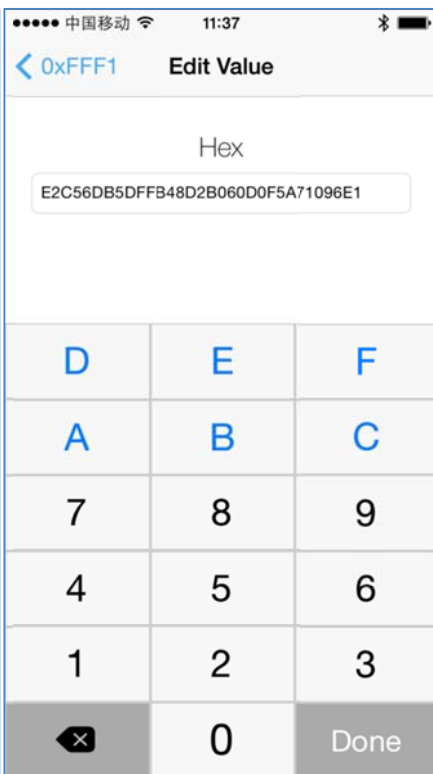 中国移动 11:37
0xFFF1 Edit Value
Hex
E2C56DB5DFFB48D2B060D0F5A71096E1
D E F
A B C
7 8 9
4 5 6
1 2 3
0 Done